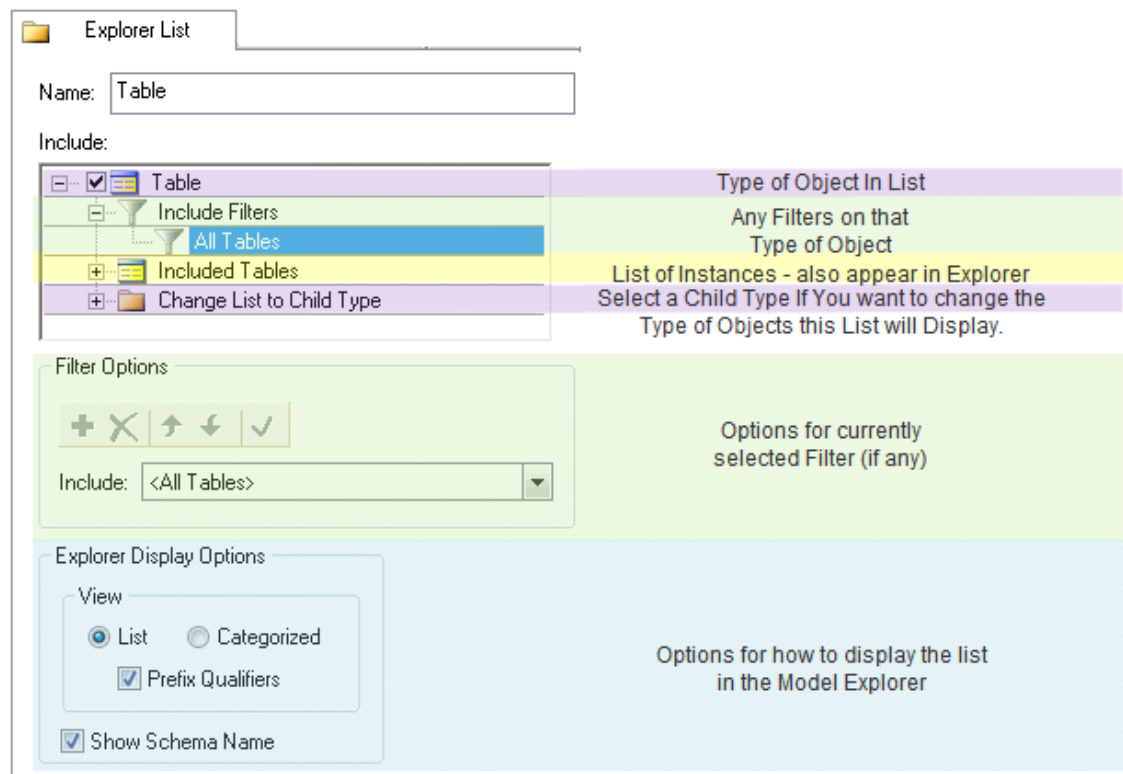 Explorer List
Name: Table
Include:
Table Type of Object In List
Include Filters Any Filters on that
All Tables Type of Object
Included Tables List of Instances - also appear in Explorer
Change List to Child Type Select a Child Type If You want to change the
Type of Objects this List will Display.
Filter Options
Options for currently
selected Filter (if any)
Include: <All Tables>
Explorer Display Options
View
List Categorized
Prefix Qualifiers
Options for how to display the list
in the Model Explorer
Show Schema Name